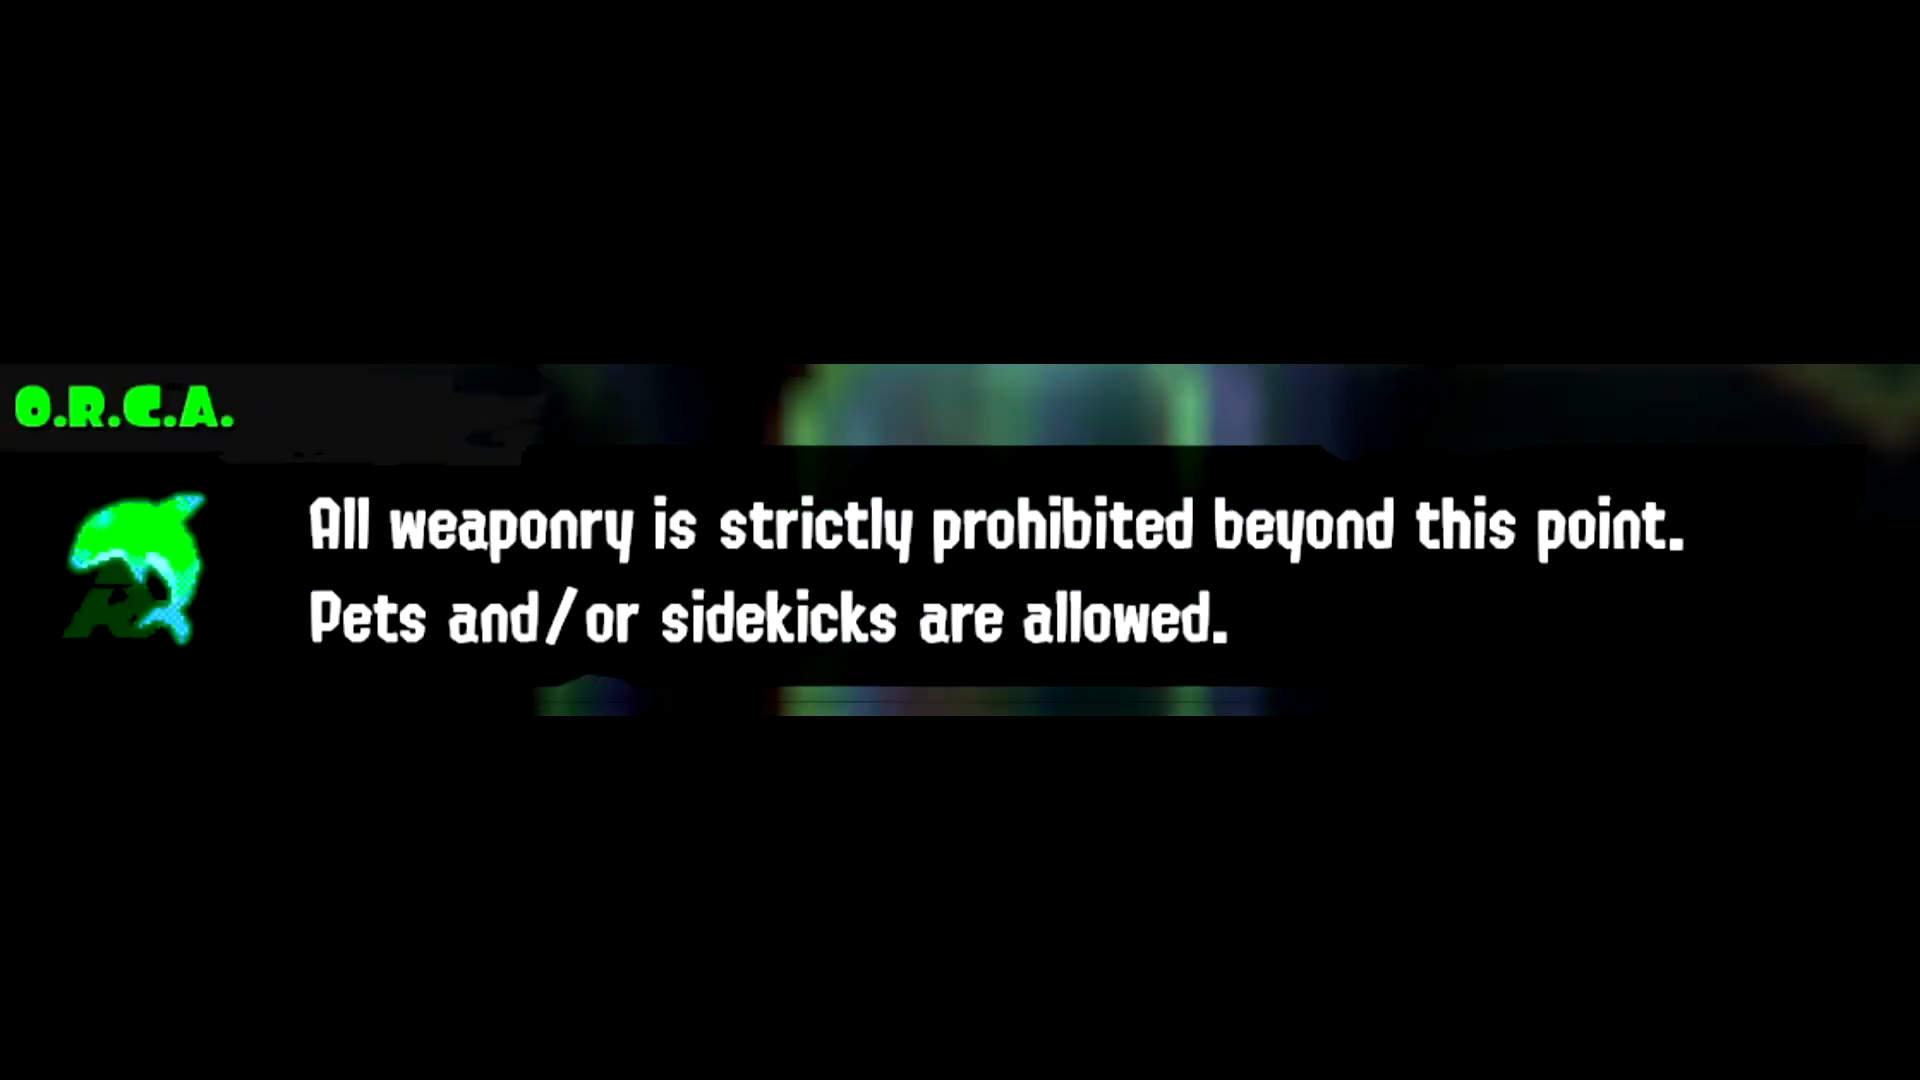 O.R.C.A.
All weaponry is strictly prohibited beyond this point.
Pets and/or sidekicks are allowed.